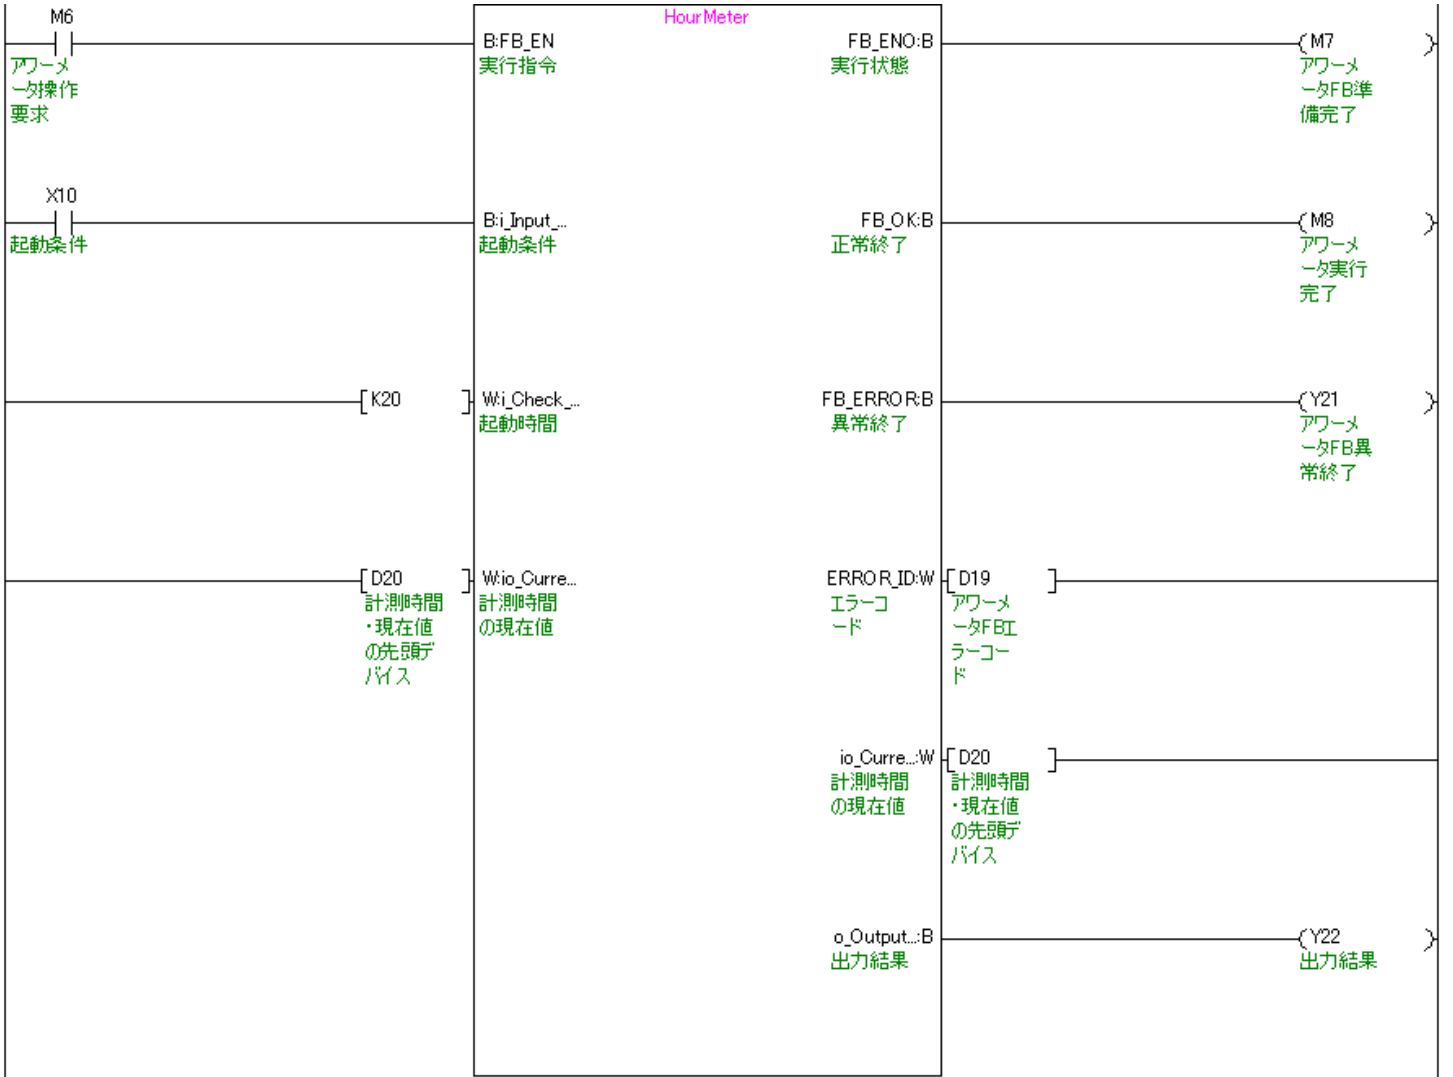 HourMeter
M6
B:FB_EN
FB_ENO:B
M7
アワーメ
ータ操作
要求
実行指令
実行状態
アワーメ
ータFB準
備完了
X10
B:i_Input_...
FB_OK:B
M8
起動条件
起動条件
正常終了
アワーメ
ータ実行
完了
K20
W:i_Check_...
FB_ERROR:B
Y21
起動時間
異常終了
アワーメ
ータFB異
常終了
D20
W:io_Curre...
ERROR_ID:W
D19
計測時間
・現在値
の先頭デ
バイス
計測時間
の現在値
エラーコ
ード
アワーメ
ータFBエ
ラーコー
ド
io_Curre...:W
D20
計測時間
の現在値
計測時間
・現在値
の先頭デ
バイス
o_Output...:B
Y22
出力結果
出力結果